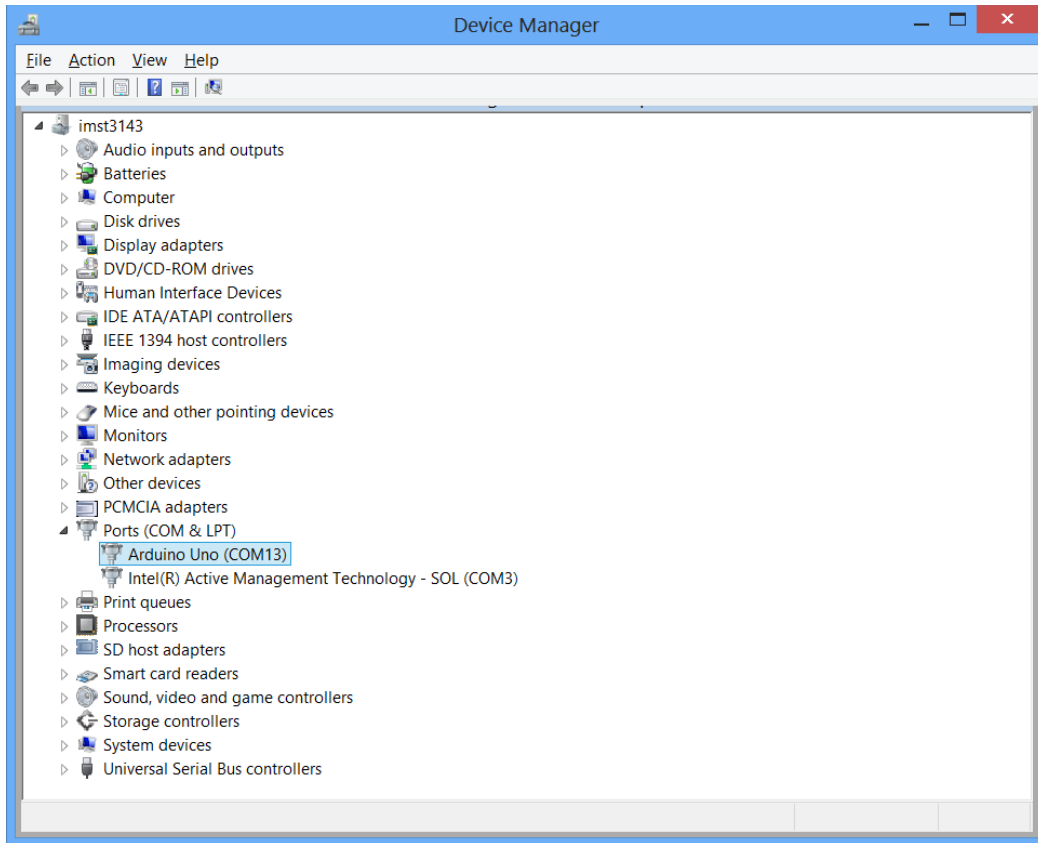 Device Manager
File Action View Help
imst3143
Audio inputs and outputs
Batteries
Computer
Disk drives
Display adapters
DVD/CD-ROM drives
Human Interface Devices
IDE ATA/ATAPI controllers
IEEE 1394 host controllers
Imaging devices
Keyboards
Mice and other pointing devices
Monitors
Network adapters
Other devices
PCMCIA adapters
Ports (COM & LPT)
Arduino Uno (COM13)
Intel(R) Active Management Technology - SOL (COM3)
Print queues
Processors
SD host adapters
Smart card readers
Sound, video and game controllers
Storage controllers
System devices
Universal Serial Bus controllers